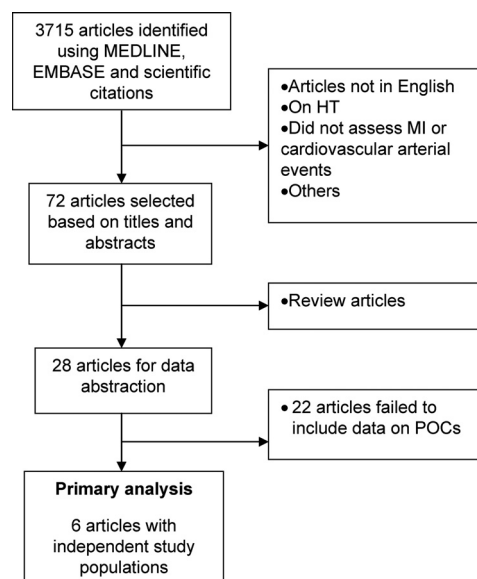 3715 articles identified
using MEDLINE,
EMBASE and scientific
citations
•Articles not in English
•On HT
•Did not assess MI or
cardiovascular arterial
events
•Others
72 articles selected
based on titles and
abstracts
•Review articles
28 articles for data
abstraction
• 22 articles failed to
include data on POCs
Primary analysis
6 articles with
independent study
populations